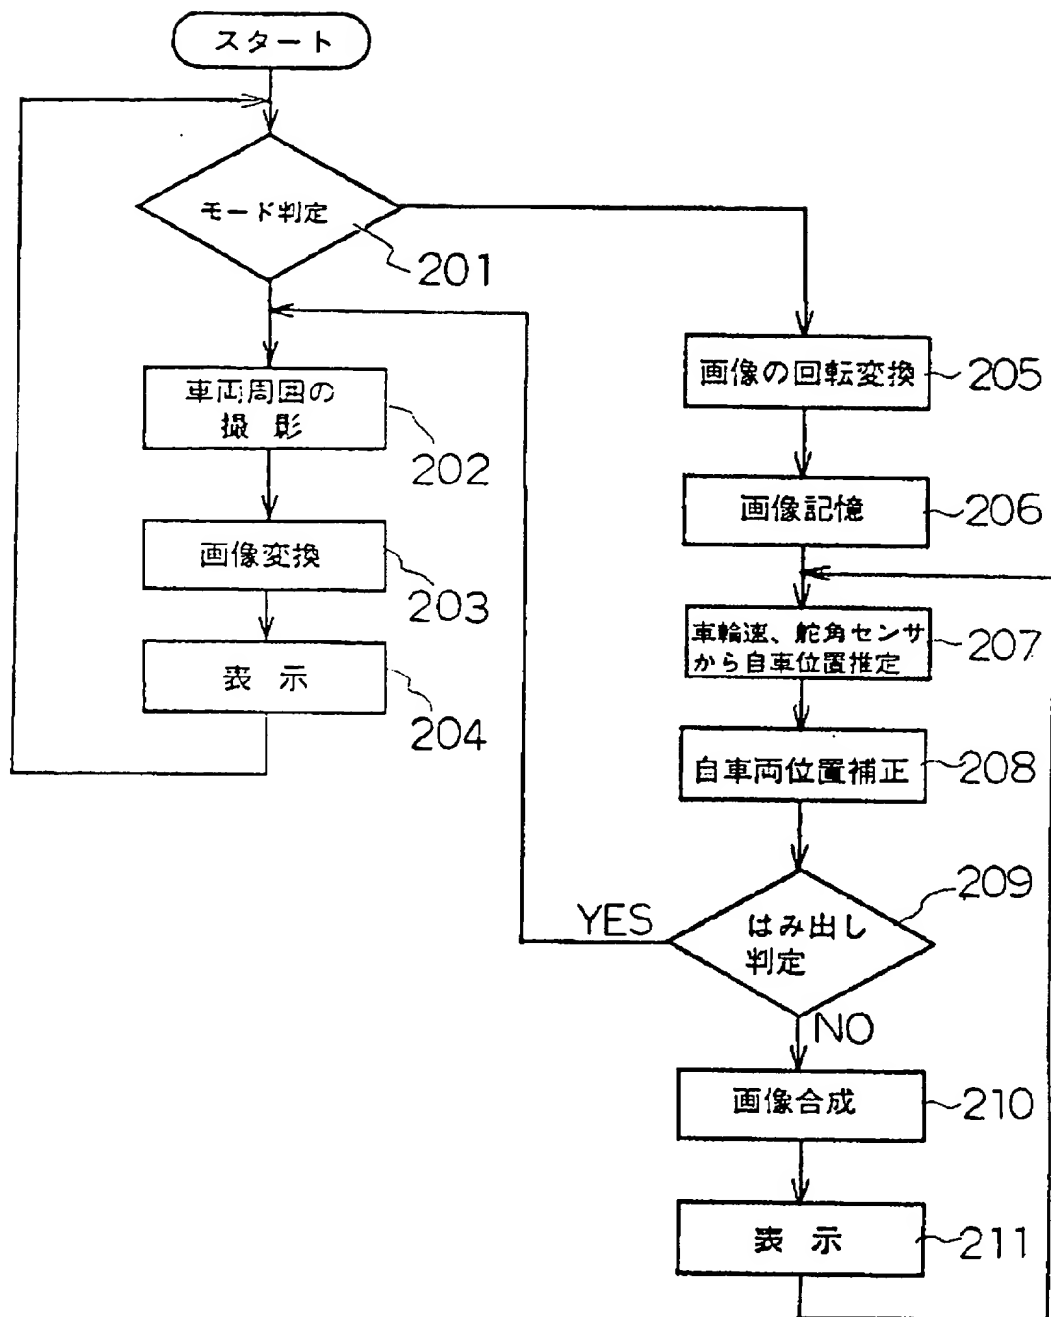 スタート
モード判定
201
車両周囲の
撮影
202
画像変換
203
表示
204
画像の回転変換
205
画像記憶
206
車輪速、舵角センサ
から自車位置推定
207
自車両位置補正
208
はみ出し
判定
209
YES
NO
画像合成
210
表示
211